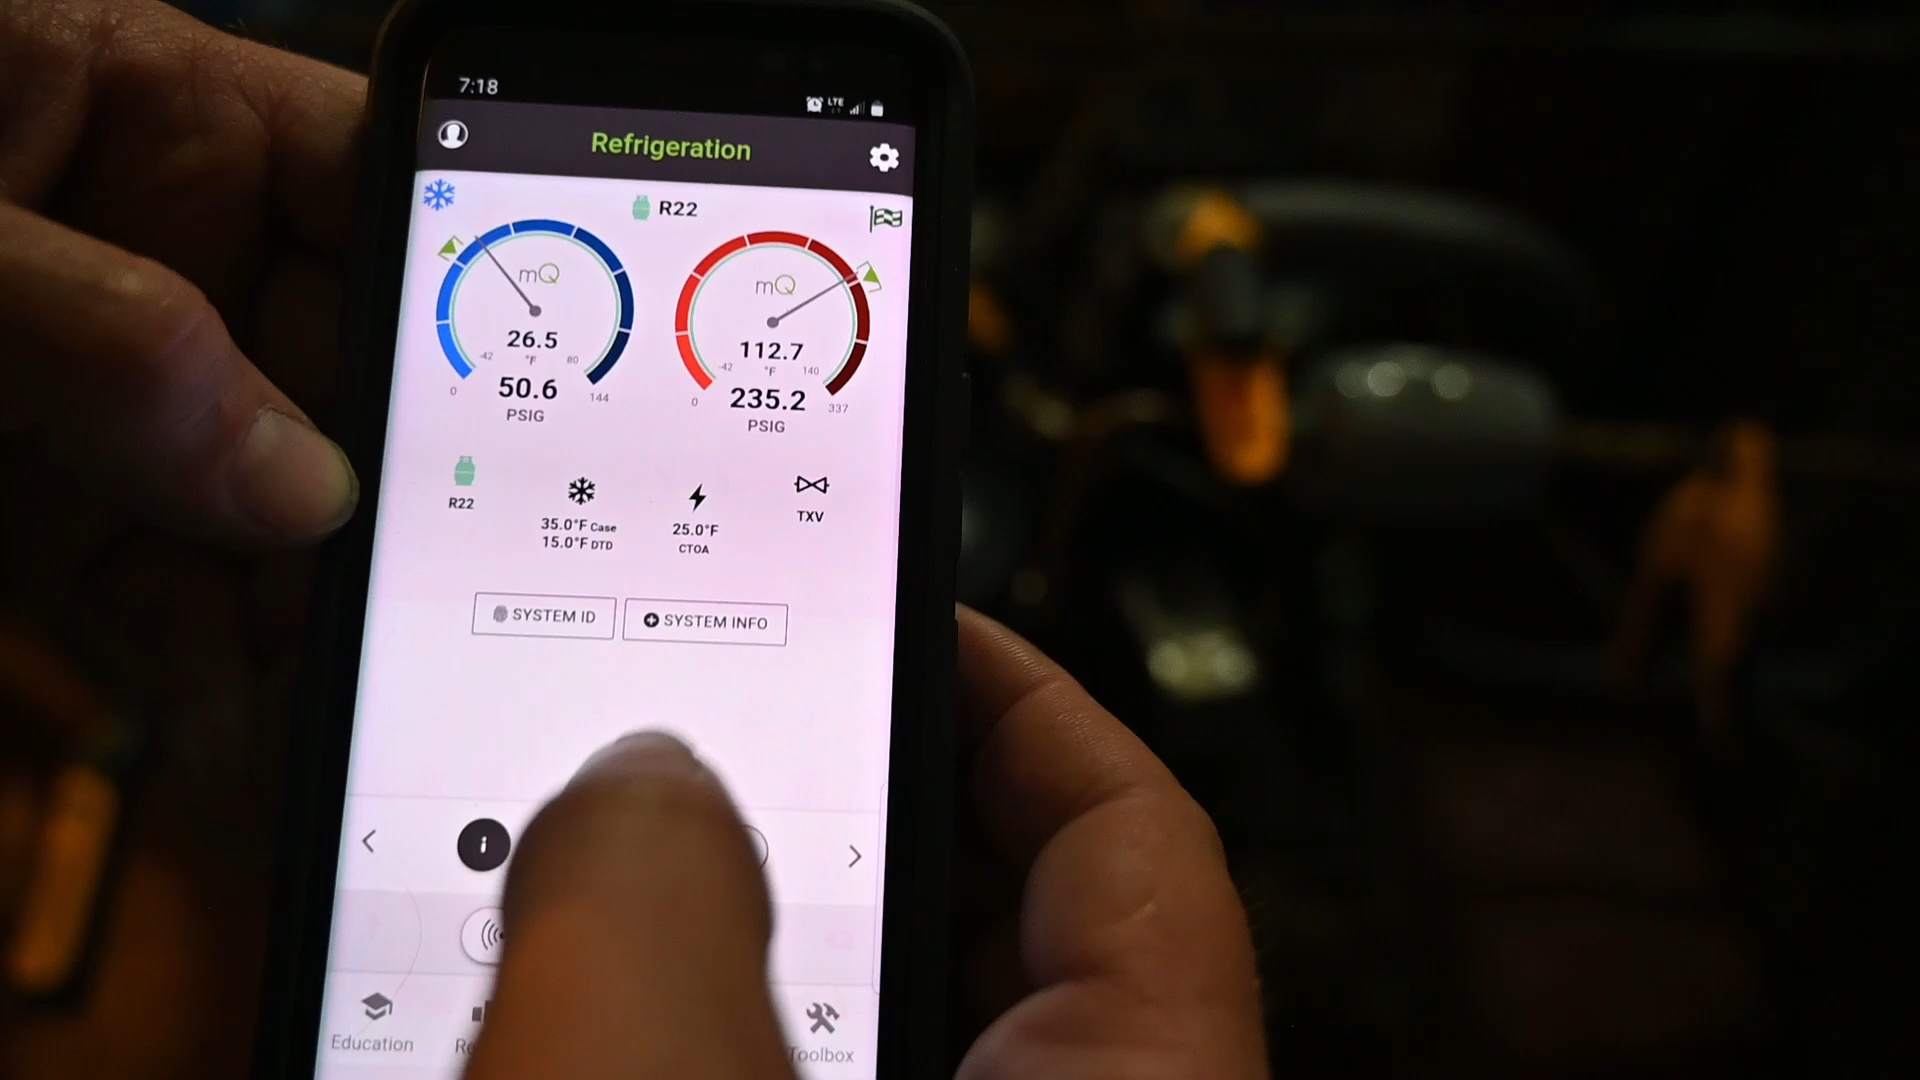 7:18
LTE
Refrigeration
R22
mQ
26.5
°F
-42
80
50.6
PSIG
0
144
mQ
112.7
°F
-42
140
235.2
PSIG
0
337
R22
35.0°F Case
15.0°F DTD
25.0°F
CTOA
TXV
SYSTEM ID
SYSTEM INFO
i
Education
Toolbox